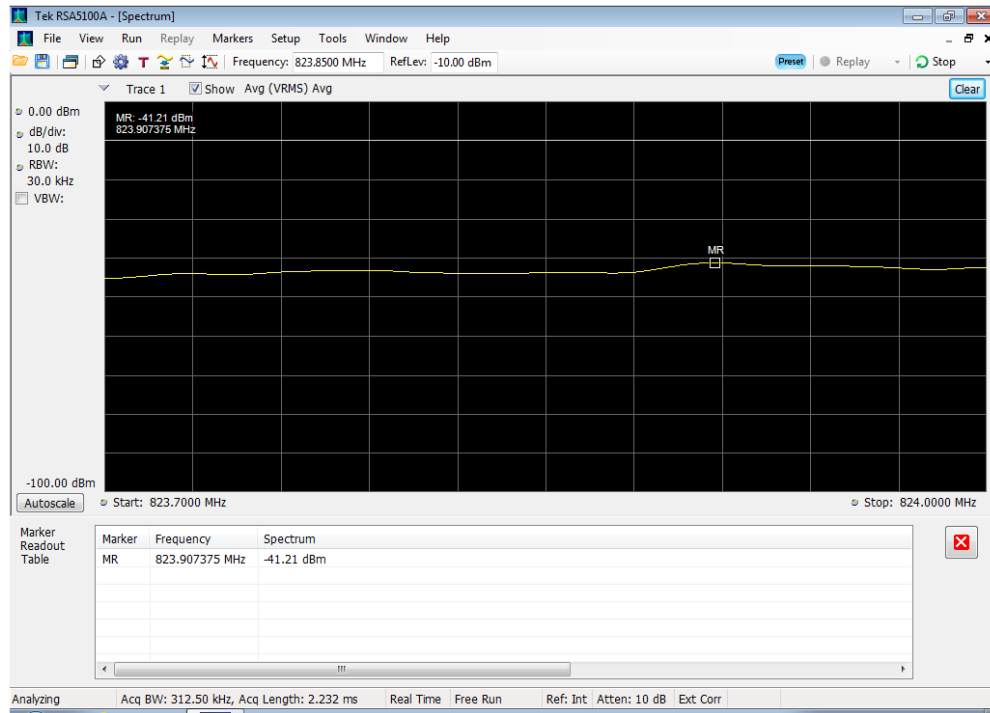 Tek RSA5100A - [Spectrum]
File View Run Replay Markers Setup Tools Window Help
T Frequency: 823.8500 MHz RefLev: -10.00 dBm Preset Replay Stop
Trace 1 Show Avg (VRMS) Avg Clear
0.00 dBm
dB/div:
10.0 dB
RBW:
30.0 kHz
VBW:
MR: -41.21 dBm
823.907375 MHz
MR
-100.00 dBm
Autoscale Start: 823.7000 MHz Stop: 824.0000 MHz
Marker
Readout
Table
Marker Frequency Spectrum
MR 823.907375 MHz -41.21 dBm
Analyzing Acq BW: 312.50 kHz, Acq Length: 2.232 ms Real Time Free Run Ref: Int Atten: 10 dB Ext Corr